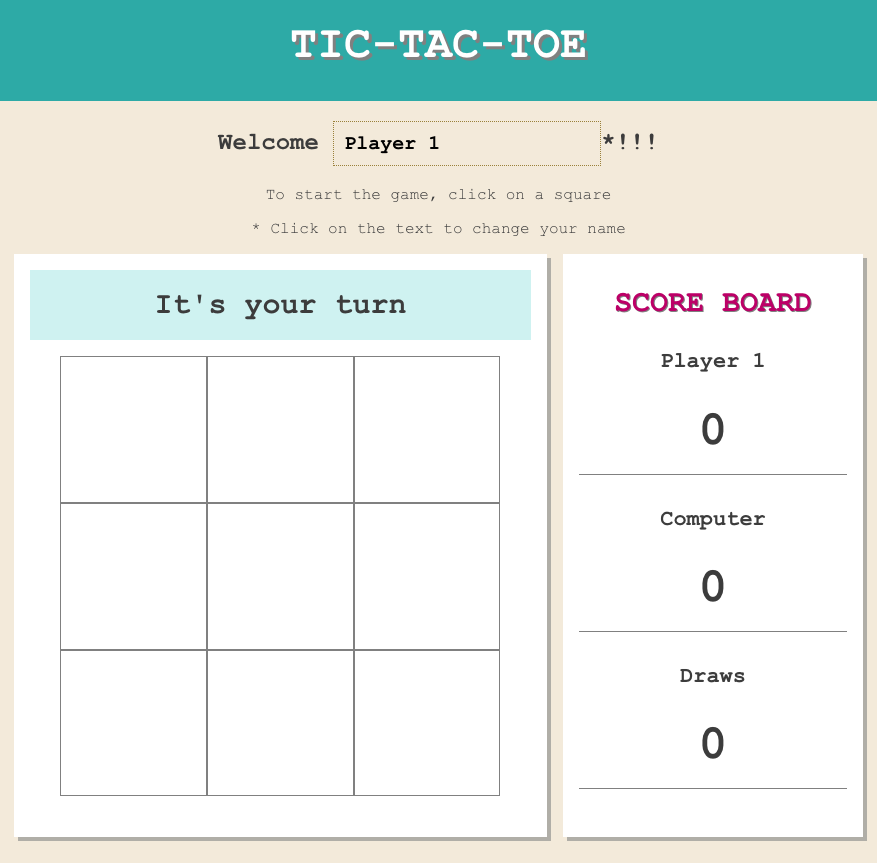 TIC-TAC-TOE
Welcome Player 1 *!!!
To start the game, click on a square
* Click on the text to change your name
It's your turn
SCORE BOARD
Player 1
0
Computer
0
Draws
0